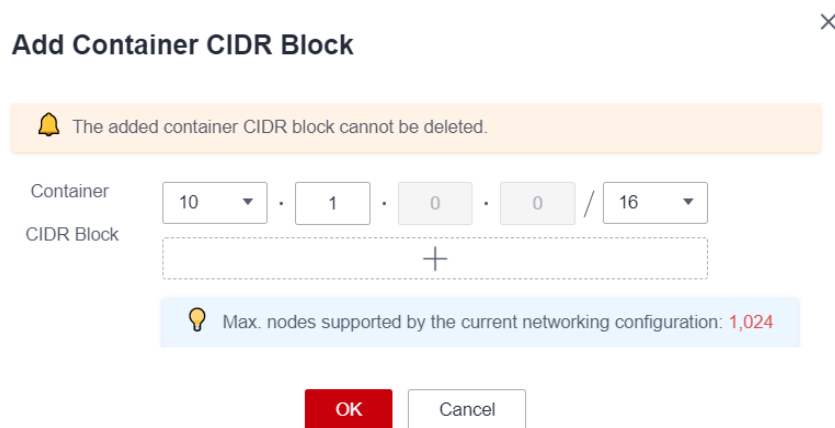 Add Container CIDR Block
The added container CIDR block cannot be deleted.
Container
CIDR Block
10 . 1 . 0 . 0 / 16
Max. nodes supported by the current networking configuration: 1,024
OK Cancel